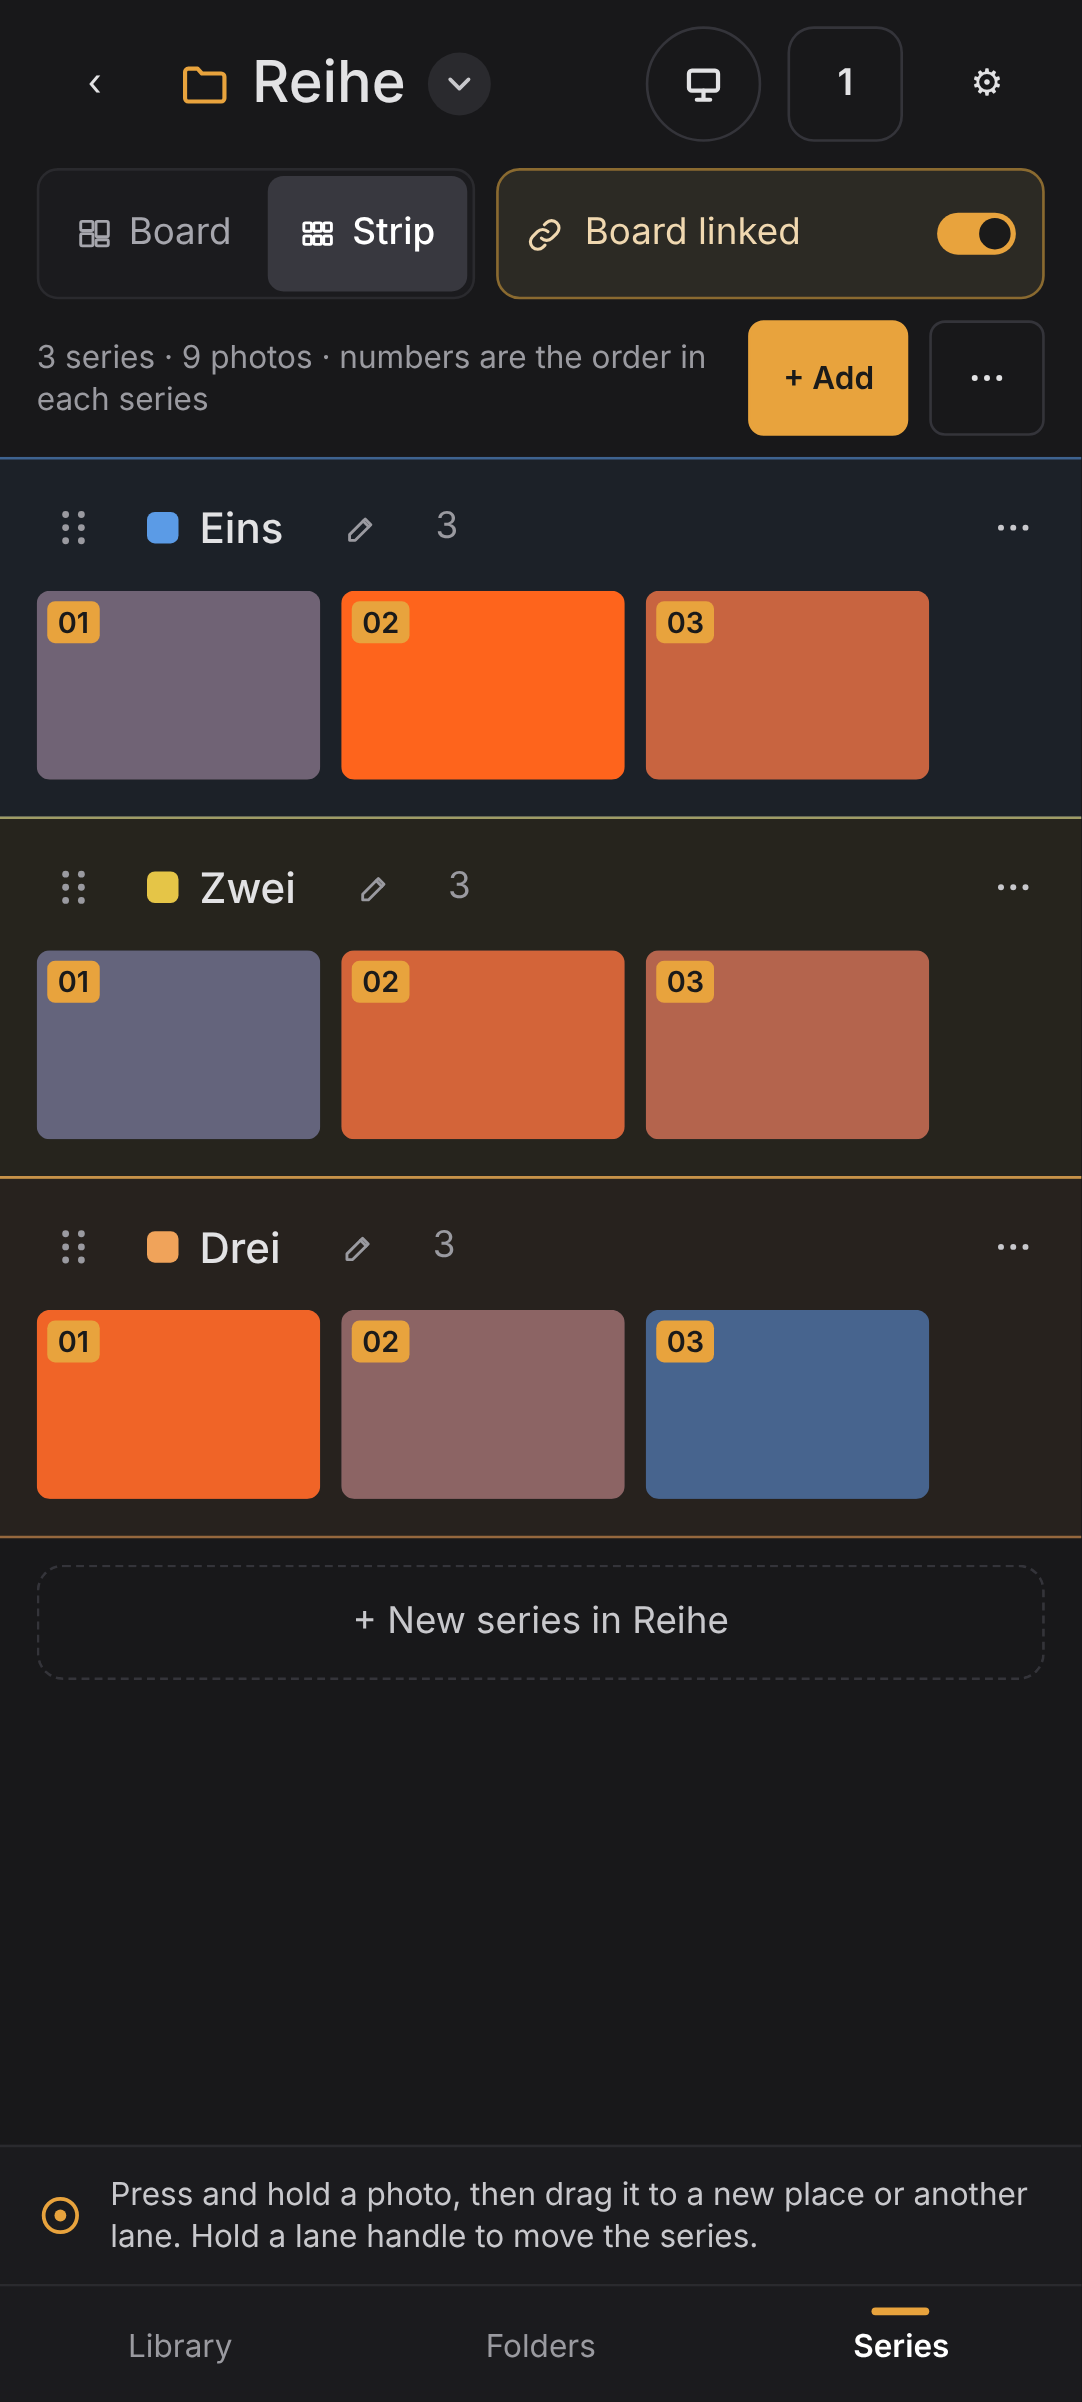 ‹ Reihe 1 ⚙
Board Strip Board linked
3 series · 9 photos · numbers are the order in
each series
+ Add ···
Eins 3 ···
01 02 03
Zwei 3 ···
01 02 03
Drei 3 ···
01 02 03
+ New series in Reihe
Press and hold a photo, then drag it to a new place or another
lane. Hold a lane handle to move the series.
Library Folders Series